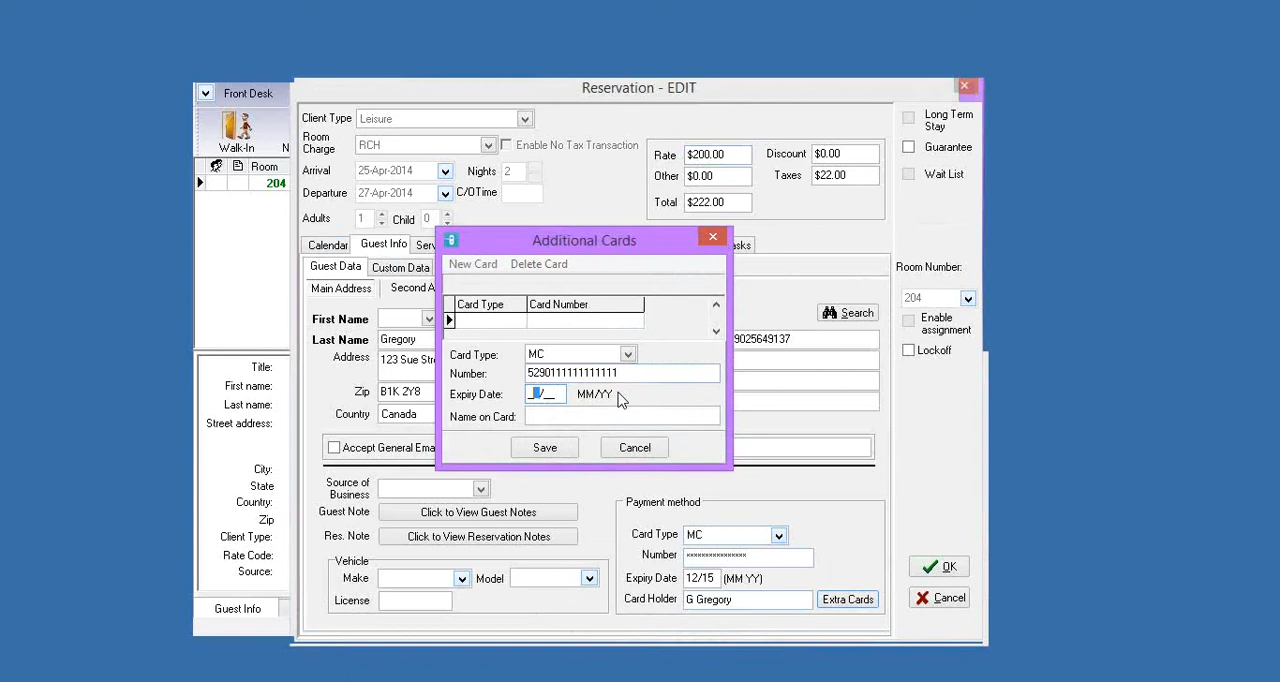 Reservation - EDIT
Front Desk
Walk-In
Room
204
Client Type Leisure
Room Charge RCH Enable No Tax Transaction
Arrival 25-Apr-2014 Nights 2
Departure 27-Apr-2014 C/O Time
Adults 1 Child 0
Rate $200.00 Discount $0.00
Other $0.00 Taxes $22.00
Total $222.00
Long Term Stay
Guarantee
Wait List
Calendar Guest Info
Guest Data Custom Data
Main Address
First Name
Last Name Gregory
Address 123 Sue
Zip B1K 2Y8
Country Canada
Accept General
Search
9025649137
Room Number:
204
Enable assignment
Lockoff
Additional Cards
New Card Delete Card
Card Type Card Number
Card Type: MC
Number: 5290111111111111
Expiry Date: _ _/_ _ MM/YY
Name on Card:
Save Cancel
Title:
First name:
Last name:
Street address:
City:
State
Country:
Zip
Client Type:
Rate Code:
Source:
Guest Info
Source of Business
Guest Note Click to View Guest Notes
Res. Note Click to View Reservation Notes
Vehicle
Make Model
License
Payment method
Card Type MC
Number ***************
Expiry Date 12/15 (MM YY)
Card Holder G Gregory Extra Cards
OK
Cancel